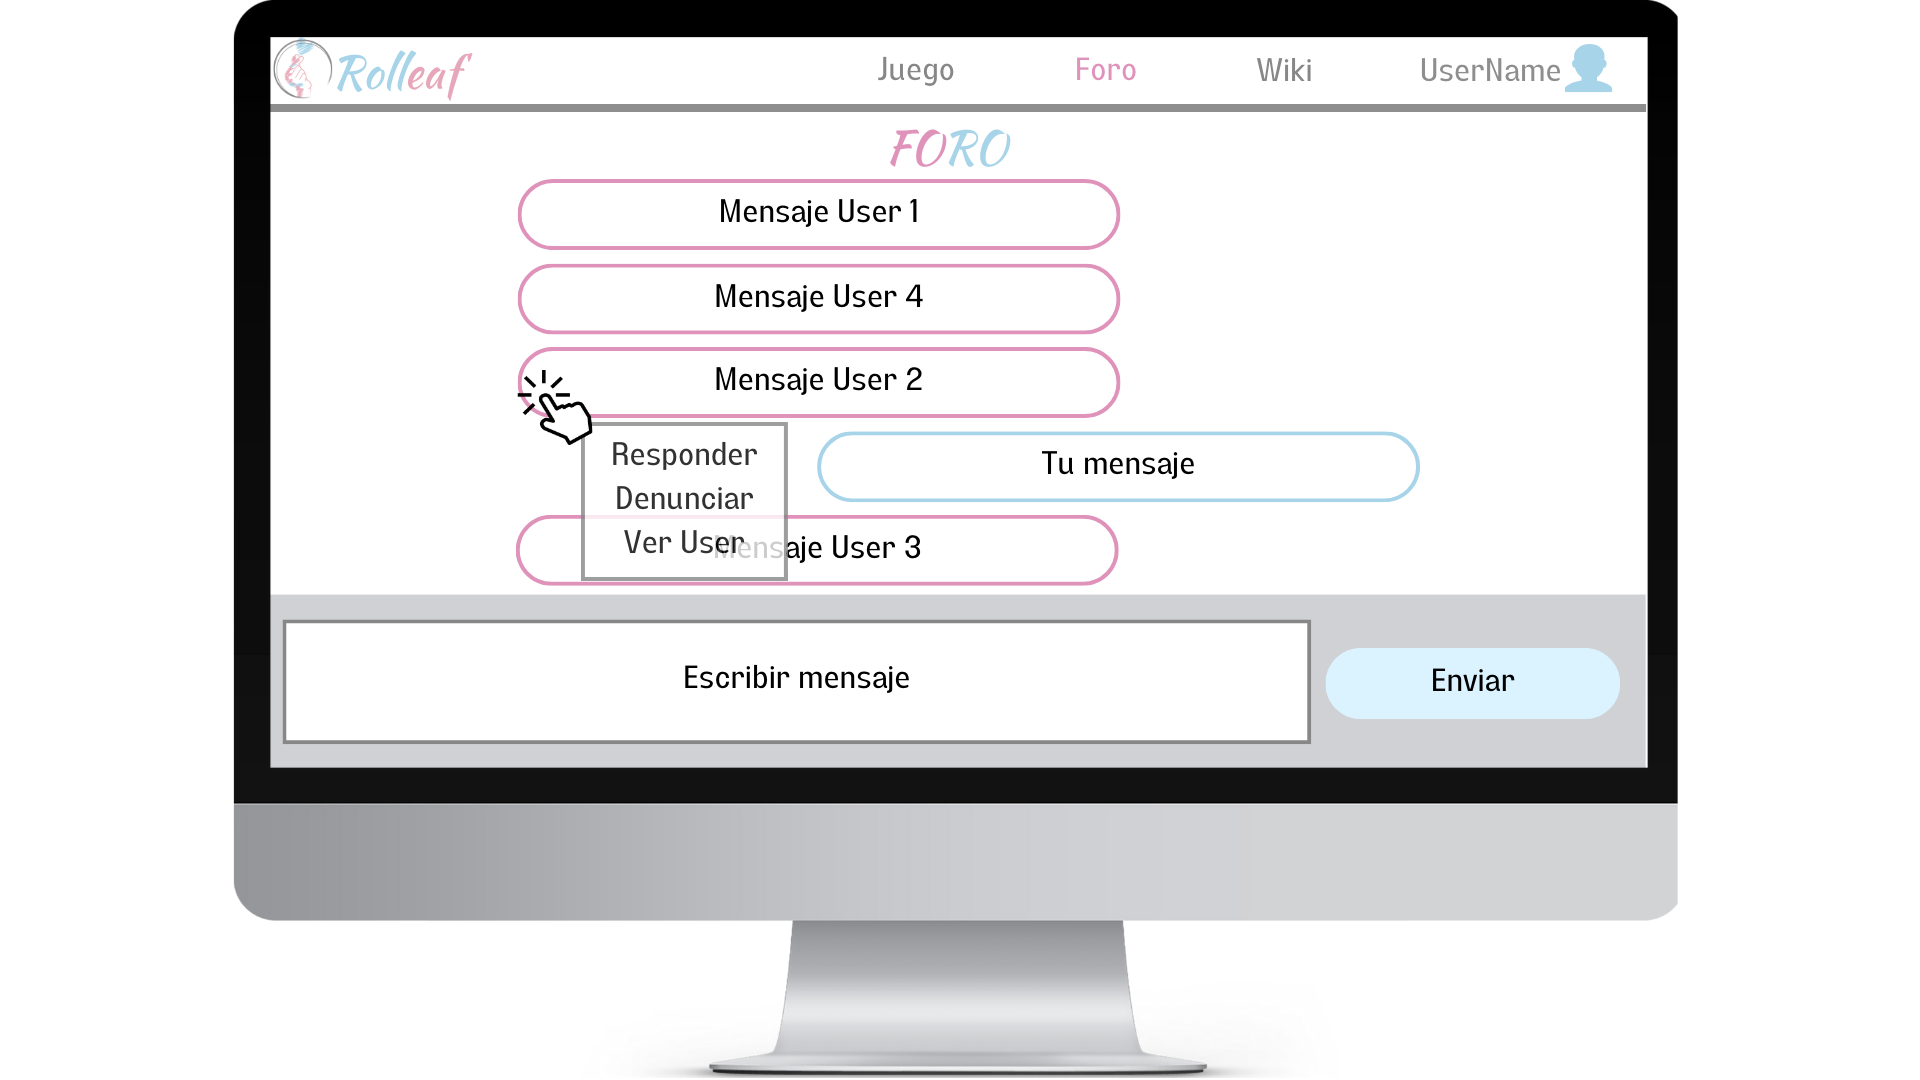 Rolleaf
Juego
Foro
Wiki
UserName
FORO
Mensaje User 1
Mensaje User 4
Mensaje User 2
Responder
Denunciar
Ver User
Tu mensaje
Mensaje User 3
Escribir mensaje
Enviar